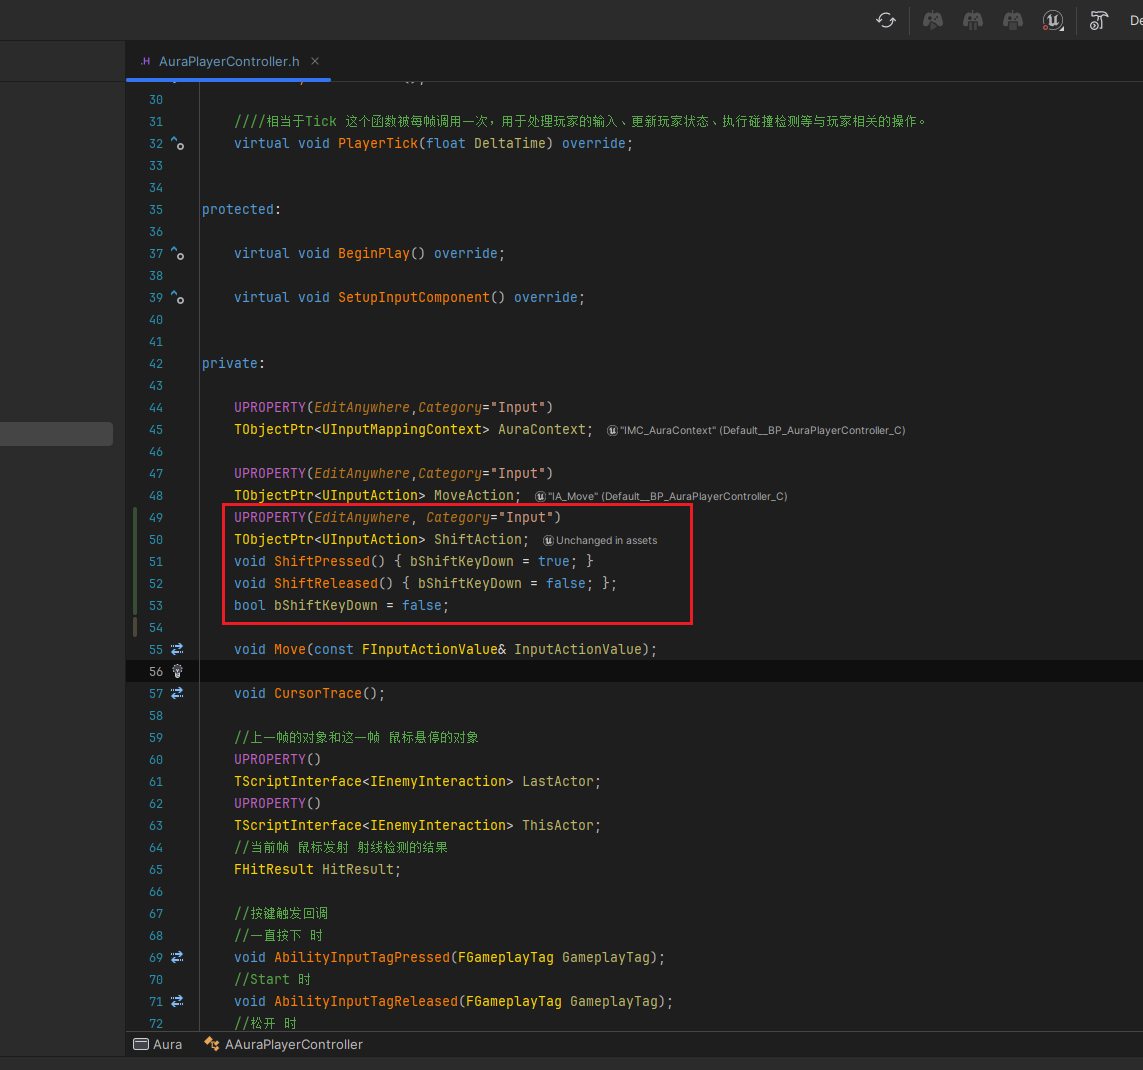 De
.H AuraPlayerController.h ×
30
31 ////相当于Tick 这个函数被每帧调用一次，用于处理玩家的输入、更新玩家状态、执行碰撞检测等与玩家相关的操作。
32 virtual void PlayerTick(float DeltaTime) override;
33
34
35 protected:
36
37 virtual void BeginPlay() override;
38
39 virtual void SetupInputComponent() override;
40
41
42 private:
43
44 UPROPERTY(EditAnywhere,Category="Input")
45 TObjectPtr<UInputMappingContext> AuraContext; "IMC_AuraContext" (Default__BP_AuraPlayerController_C)
46
47 UPROPERTY(EditAnywhere,Category="Input")
48 TObjectPtr<UInputAction> MoveAction; "IA_Move" (Default__BP_AuraPlayerController_C)
49 UPROPERTY(EditAnywhere, Category="Input")
50 TObjectPtr<UInputAction> ShiftAction; Unchanged in assets
51 void ShiftPressed() { bShiftKeyDown = true; }
52 void ShiftReleased() { bShiftKeyDown = false; };
53 bool bShiftKeyDown = false;
54
55 void Move(const FInputActionValue& InputActionValue);
56
57 void CursorTrace();
58
59 //上一帧的对象和这一帧 鼠标悬停的对象
60 UPROPERTY()
61 TScriptInterface<IEnemyInteraction> LastActor;
62 UPROPERTY()
63 TScriptInterface<IEnemyInteraction> ThisActor;
64 //当前帧 鼠标发射 射线检测的结果
65 FHitResult HitResult;
66
67 //按键触发回调
68 //一直按下 时
69 void AbilityInputTagPressed(FGameplayTag GameplayTag);
70 //Start 时
71 void AbilityInputTagReleased(FGameplayTag GameplayTag);
72 //松开 时
Aura AAuraPlayerController